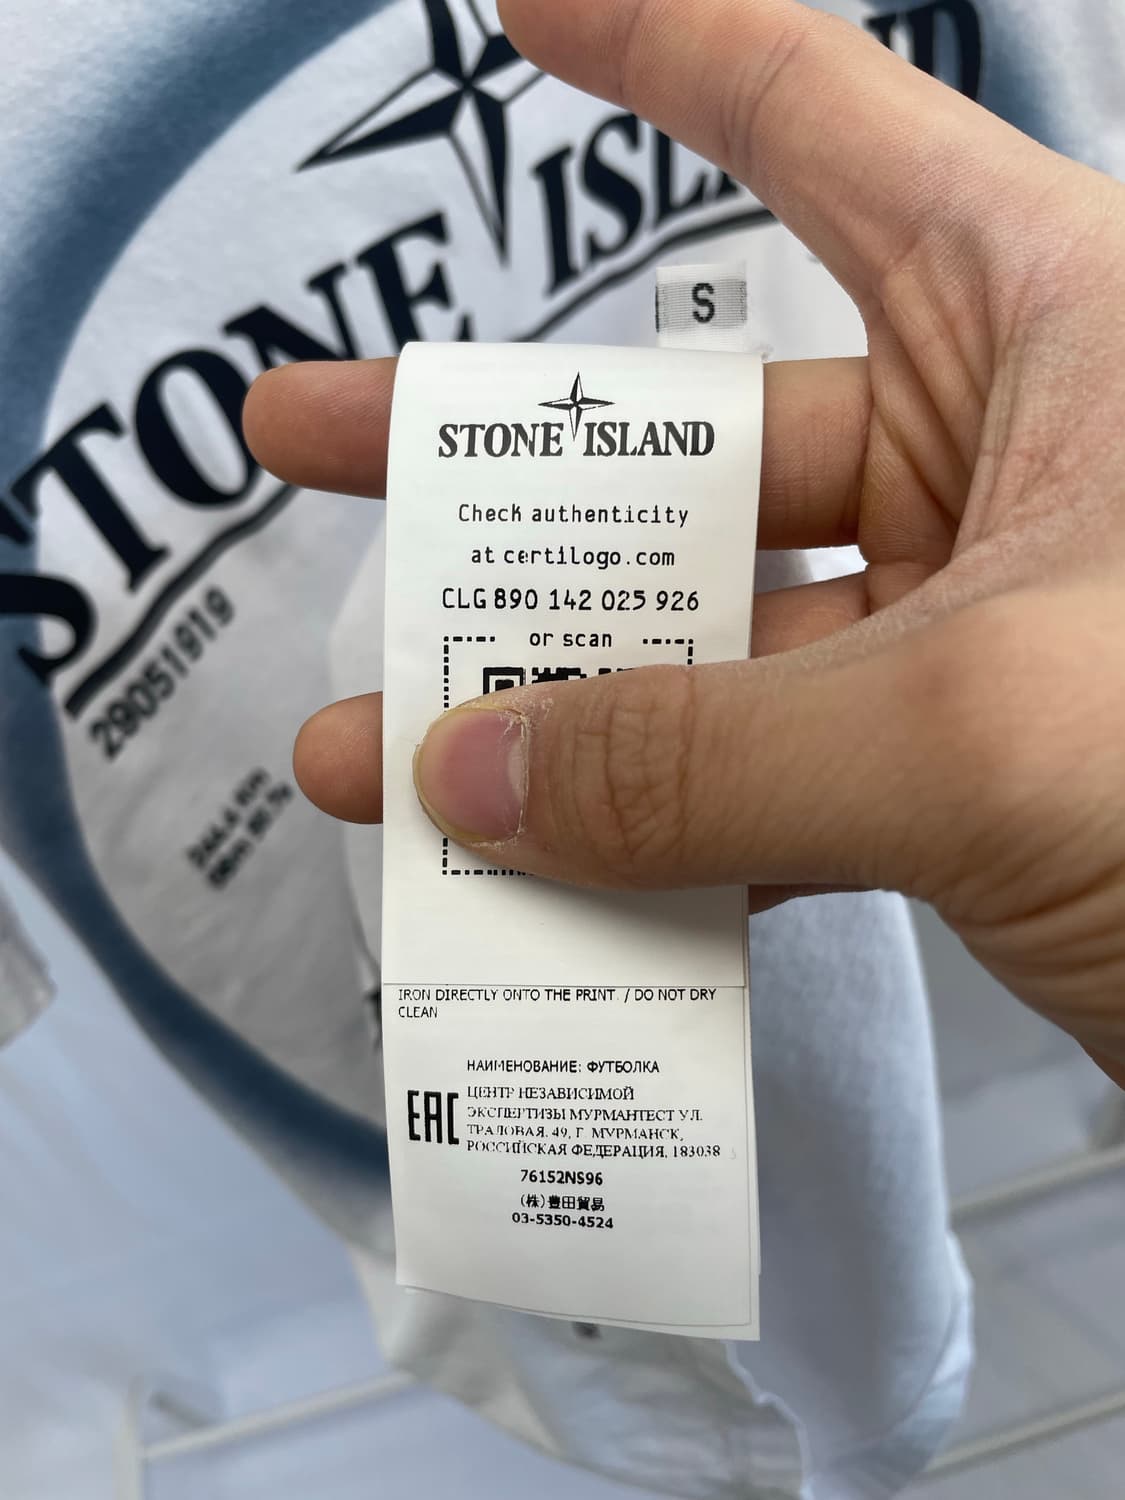 STONE ISLAND
29051919
S
STONE ISLAND
Check authenticity
at certilogo.com
CLG 890 142 025 926
or scan
IRON DIRECTLY ONTO THE PRINT. / DO NOT DRY
CLEAN
НАИМЕНОВАНИЕ: ФУТБОЛКА
EAC
ЦЕНТР НЕЗАВИСИМОЙ
ЭКСПЕРТИЗЫ МУРМАНТЕСТ УЛ.
ТРАЛОВАЯ, 49, Г. МУРМАНСК,
РОССИЙСКАЯ ФЕДЕРАЦИЯ, 183038
76152NS96
(株)豊田貿易
03-5350-4524